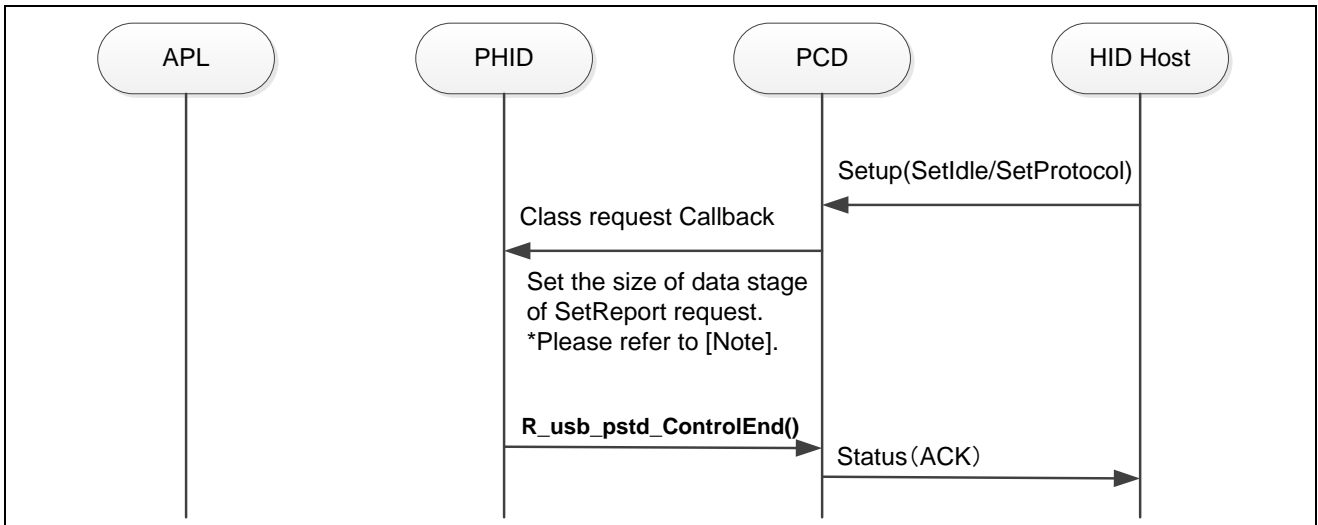 APL
PHID
PCD
HID Host
Setup(SetIdle/SetProtocol)
Class request Callback
Set the size of data stage
of SetReport request.
*Please refer to [Note].
R_usb_pstd_ControlEnd()
Status（ACK）